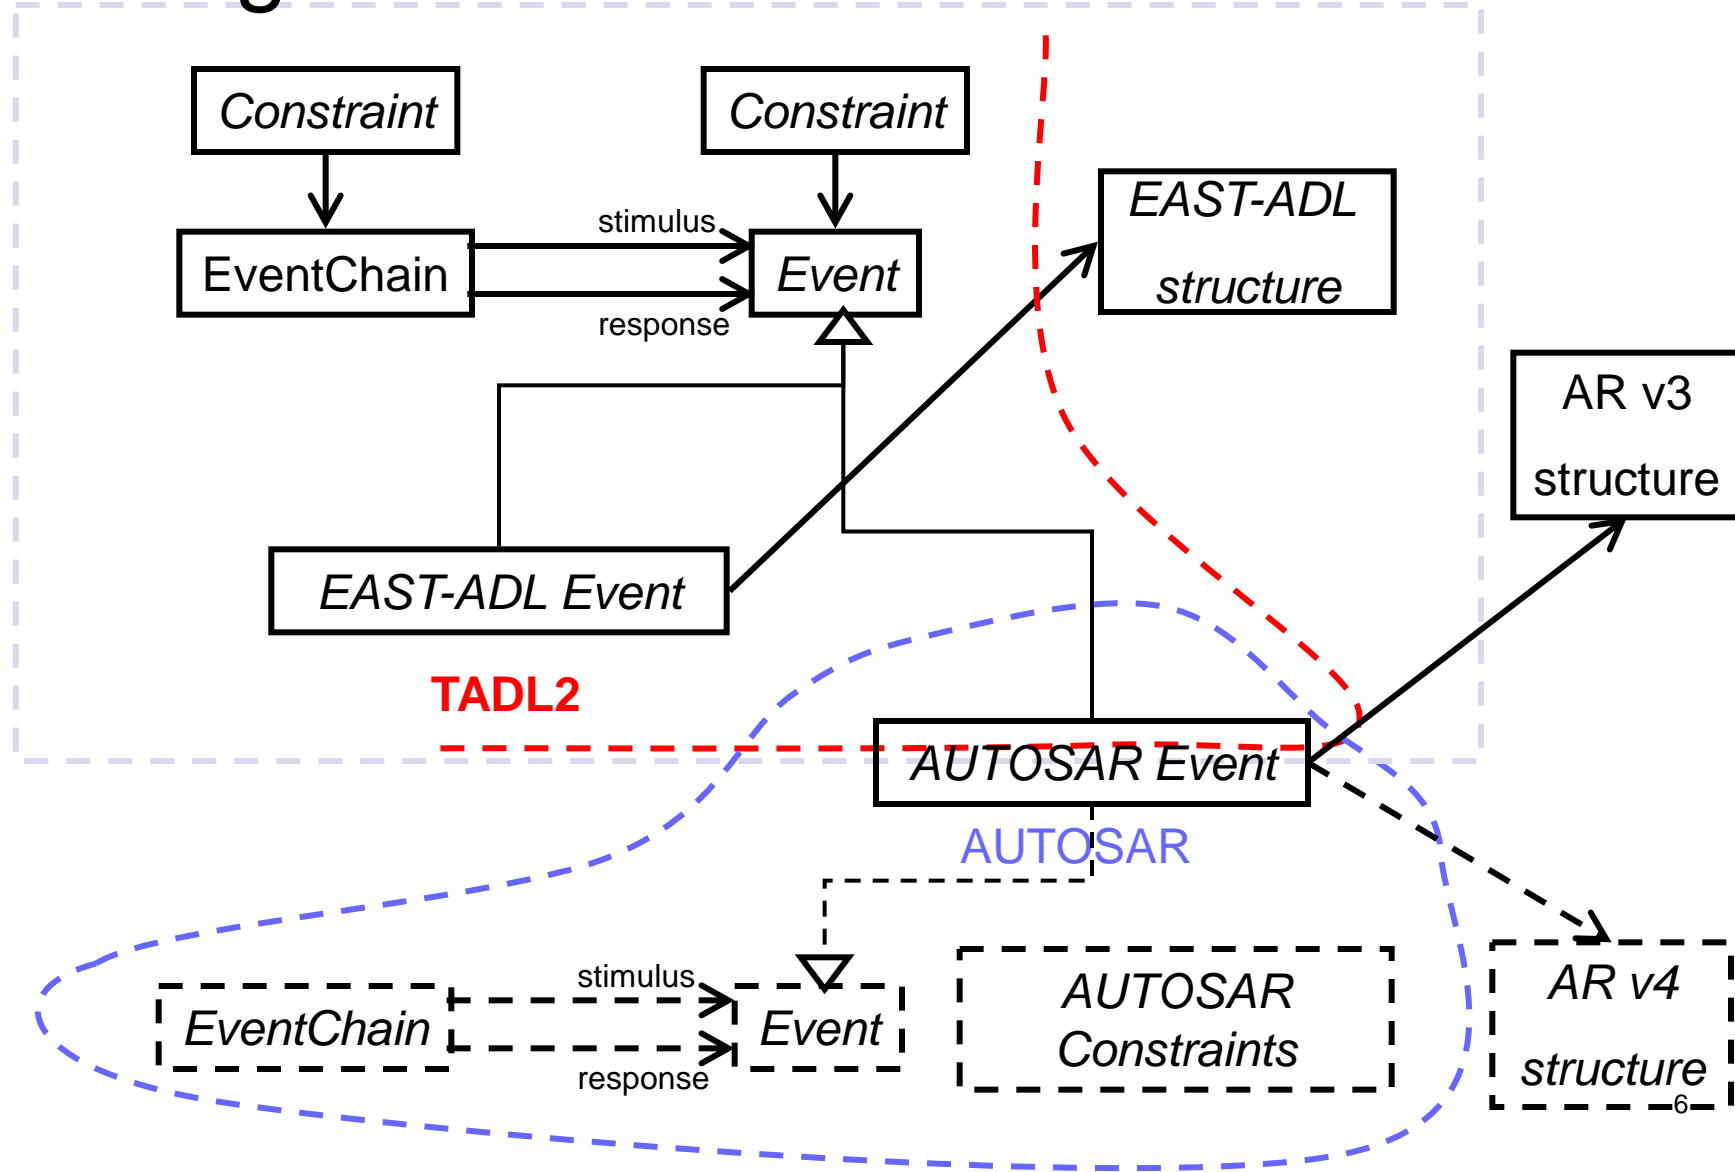 Constraint
Constraint
EventChain
stimulus
response
Event
EAST-ADL
structure
AR v3
structure
EAST-ADL Event
TADL2
AUTOSAR Event
AUTOSAR
EventChain
stimulus
response
Event
AUTOSAR
Constraints
AR v4
structure
6